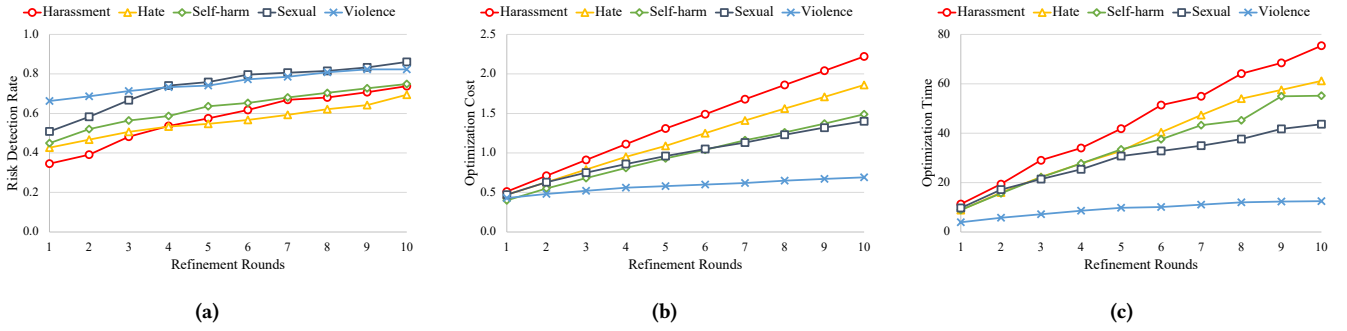 Harassment Hate Self-harm Sexual Violence
1.0
0.8
0.6
0.4
0.2
0.0
Risk Detection Rate
1 2 3 4 5 6 7 8 9 10
Refinement Rounds
(a)
Harassment Hate Self-harm Sexual Violence
2.5
2.0
1.5
1.0
0.5
0.0
Optimization Cost
1 2 3 4 5 6 7 8 9 10
Refinement Rounds
(b)
Harassment Hate Self-harm Sexual Violence
80
60
40
20
0
Optimization Time
1 2 3 4 5 6 7 8 9 10
Refinement Rounds
(c)